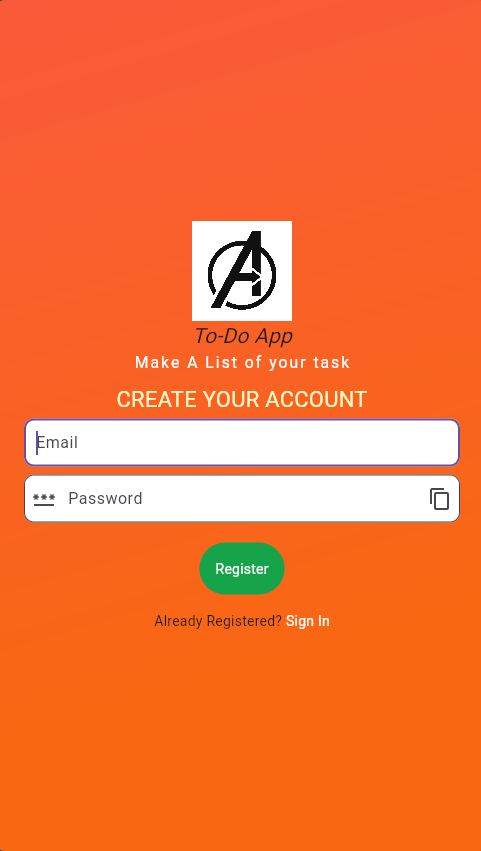 To-Do App
Make A List of your task
CREATE YOUR ACCOUNT
Email
Password
Register
Already Registered? Sign In